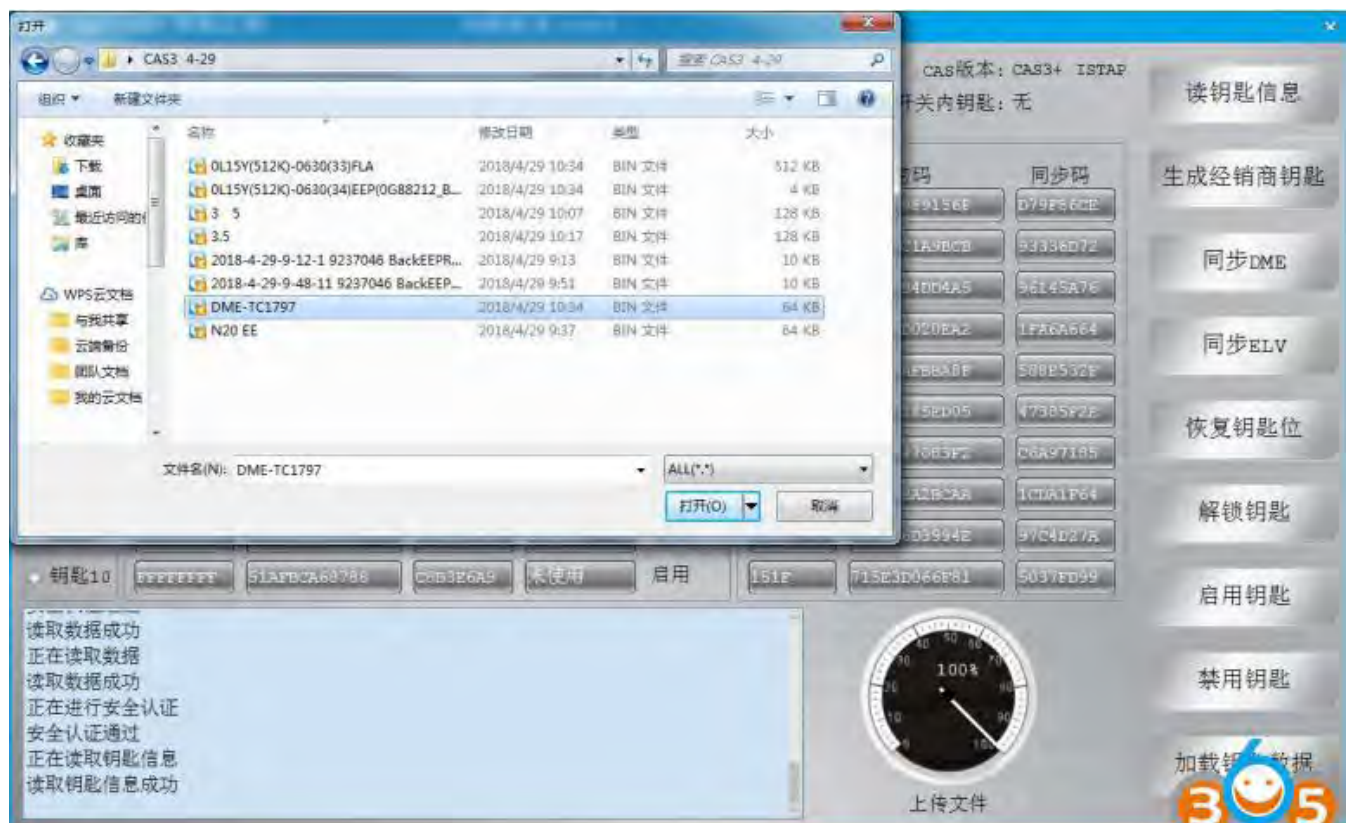 打开
CAS3 4-29
搜索 CAS3 4-29
组织
新建文件夹
收藏夹
下载
桌面
最近访问的
库
WPS云文档
与我共享
云端备份
团队文档
我的云文档
名称 修改日期 类型 大小
0L15Y(512K)-0630(33)FLA 2018/4/29 10:34 BIN 文件 512 KB
0L15Y(512K)-0630(34)EEP(0G88212_B... 2018/4/29 10:34 BIN 文件 4 KB
3 5 2018/4/29 10:07 BIN 文件 128 KB
3.5 2018/4/29 10:17 BIN 文件 128 KB
2018-4-29-9-12-1 9237046 BackEEPR... 2018/4/29 9:13 BIN 文件 10 KB
2018-4-29-9-48-11 9237046 BackEEP... 2018/4/29 9:51 BIN 文件 10 KB
DME-TC1797 2018/4/29 10:34 BIN 文件 64 KB
N20 EE 2018/4/29 9:37 BIN 文件 64 KB
文件名(N): DME-TC1797
ALL(*.*)
打开(O) 取消
CAS版本: CAS3+ ISTAP
开关内钥匙: 无
同步码
D79F86CE
93336D72
96145A76
1FA6A664
588E532F
47385F2E
C6A97185
1CDA1F64
97C4D27A
钥匙10 FFFFFFFF 51AFBCA68786 C8B3E6A9 未使用 启用 151F 715E3D066F81 5037FD99
读取数据成功
正在读取数据
读取数据成功
正在进行安全认证
安全认证通过
正在读取钥匙信息
读取钥匙信息成功
100%
上传文件
读钥匙信息
生成经销商钥匙
同步DME
同步ELV
恢复钥匙位
解锁钥匙
启用钥匙
禁用钥匙
加载钥匙数据
365